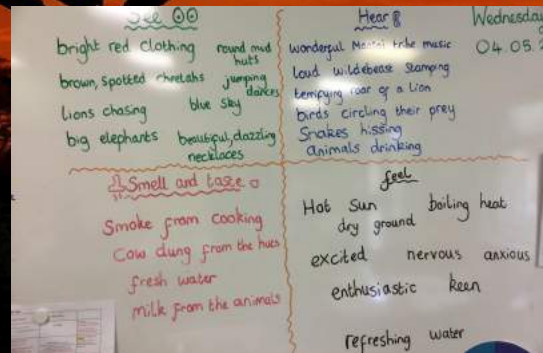 See
bright red clothing round mud huts
brown, spotted cheetahs jumping dances
lions chasing blue sky
big elephants beautiful, dazzling necklaces
Hear
wonderful Maasai tribe music
loud wildebeast stamping
terrifying roar of a lion
birds circling their prey
Snakes hissing
animals drinking
Wednesday
04.05.2
Smell and taste
Smoke from cooking
Cow dung from the huts
fresh water
milk from the animals
feel
Hot Sun boiling heat
dry ground
excited nervous anxious
enthusiastic keen
refreshing water